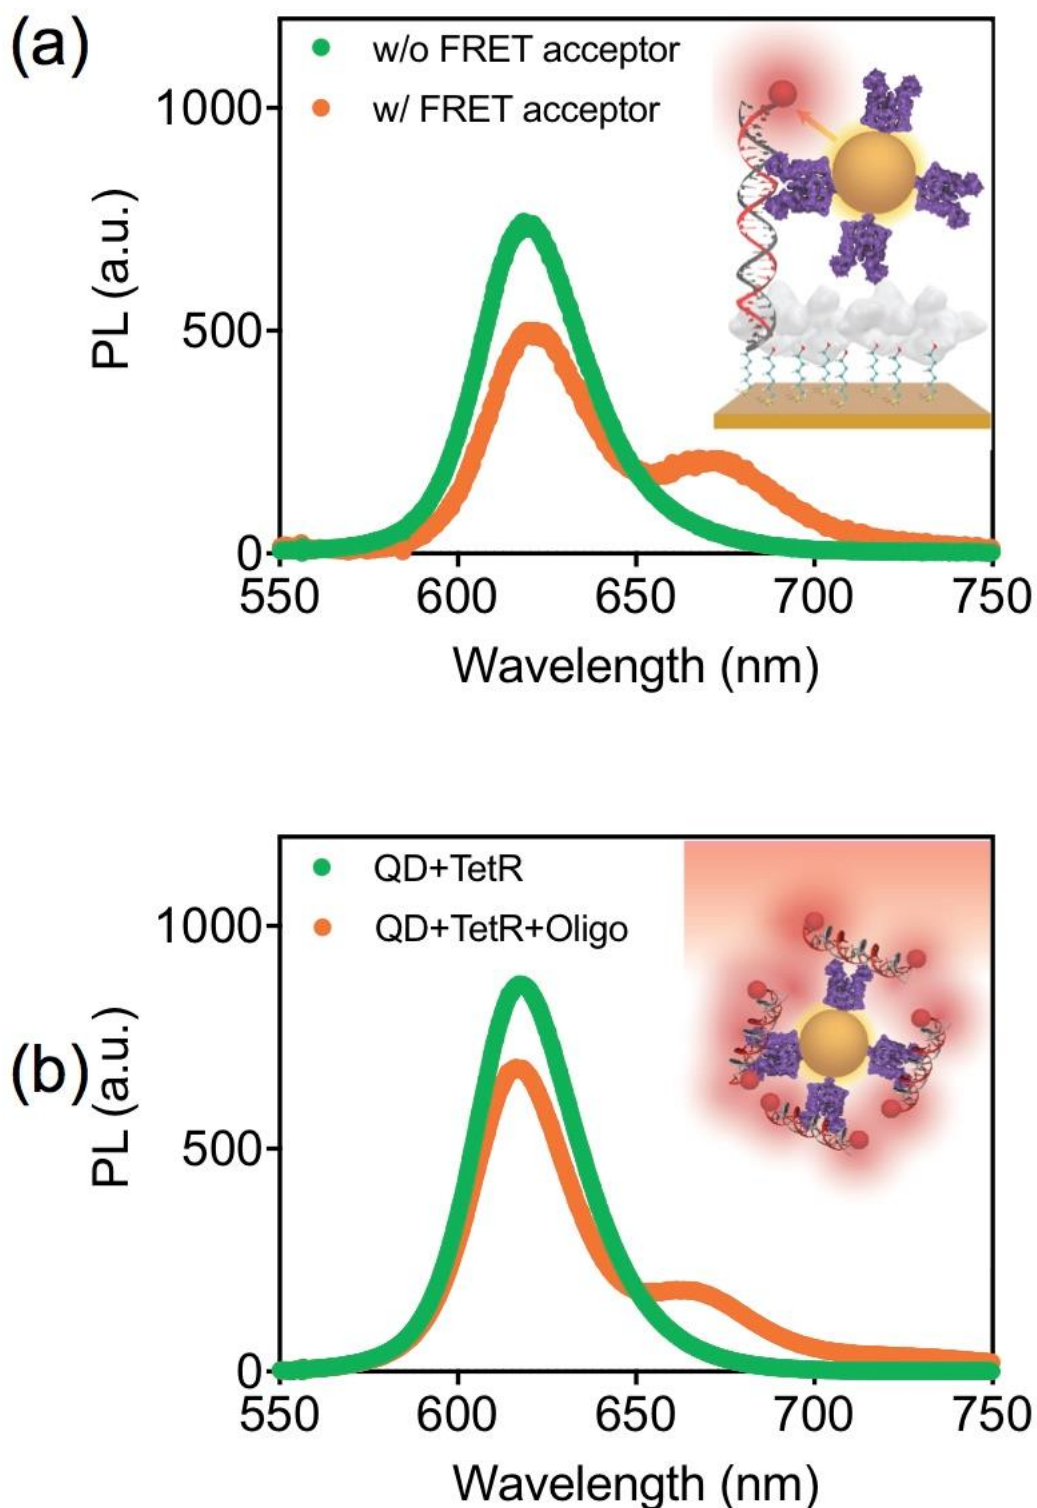 (a)
w/o FRET acceptor
w/ FRET acceptor
1000
500
0
PL (a.u.)
550 600 650 700 750
Wavelength (nm)
(b)
QD+TetR
QD+TetR+Oligo
1000
500
0
PL (a.u.)
550 600 650 700 750
Wavelength (nm)